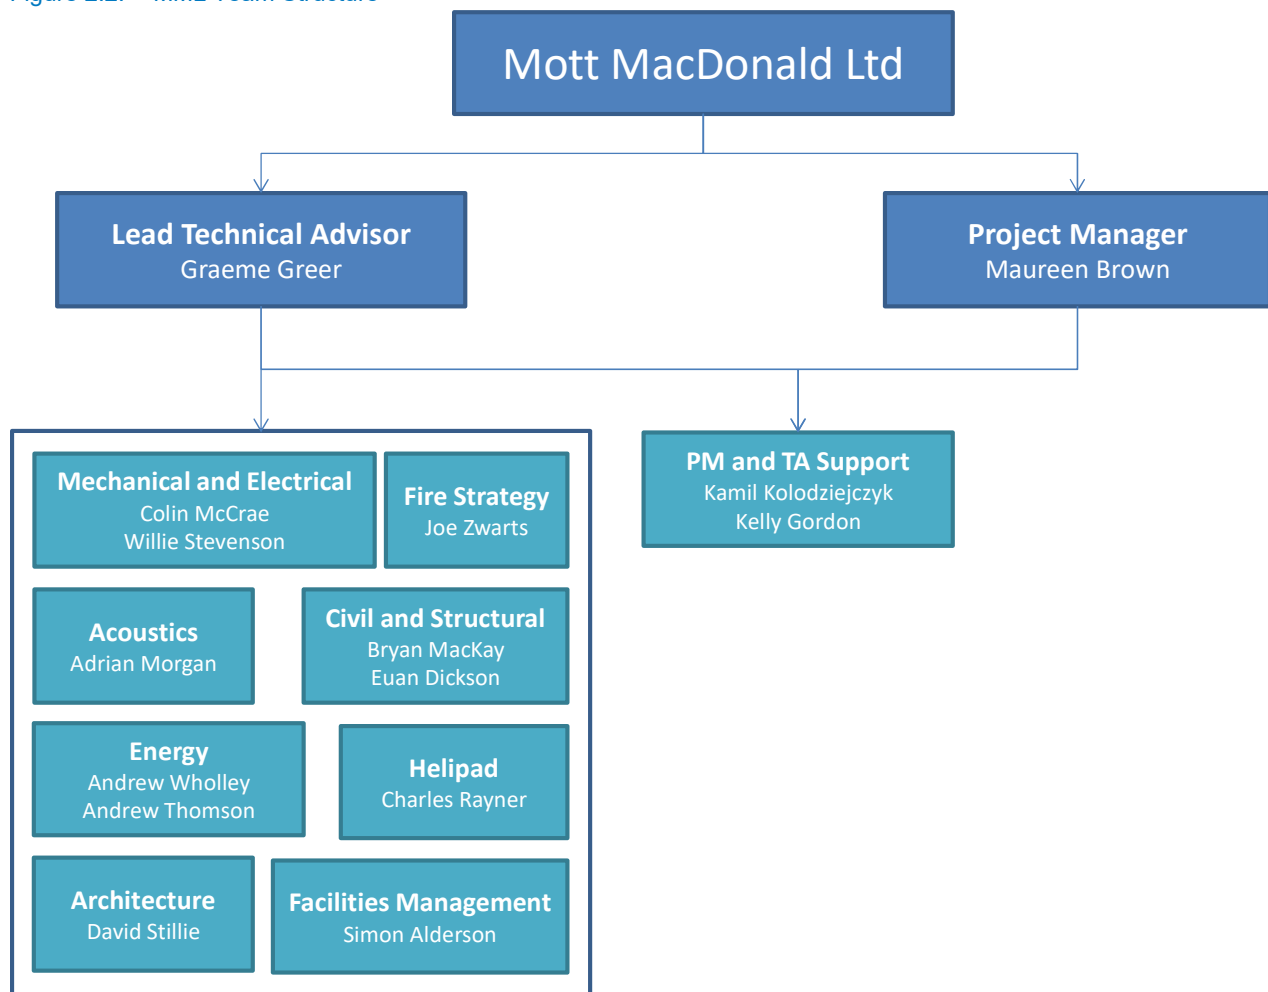 Mott MacDonald Ltd
Lead Technical Advisor
Graeme Greer
Project Manager
Maureen Brown
Mechanical and Electrical
Colin McCrae
Willie Stevenson
Fire Strategy
Joe Zwarts
PM and TA Support
Kamil Kolodziejczyk
Kelly Gordon
Acoustics
Adrian Morgan
Civil and Structural
Bryan MacKay
Euan Dickson
Energy
Andrew Wholley
Andrew Thomson
Helipad
Charles Rayner
Architecture
David Stillie
Facilities Management
Simon Alderson